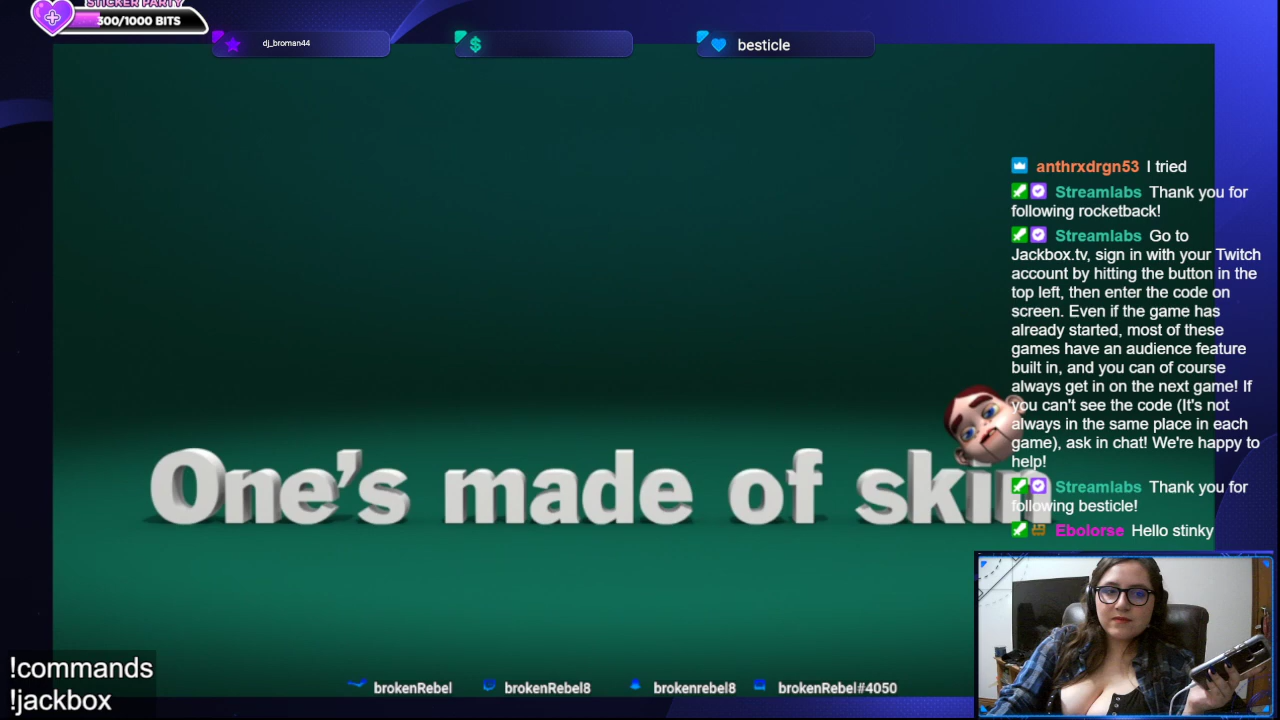 STICKER PARTY
300/1000 BITS
dj_broman44
$
besticle
anthrxdrgn53 I tried
Streamlabs Thank you for
following rocketback!
Streamlabs Go to
Jackbox.tv, sign in with your Twitch
account by hitting the button in the
top left, then enter the code on
screen. Even if the game has
already started, most of these
games have an audience feature
built in, and you can of course
always get in on the next game! If
you can't see the code (It's not
always in the same place in each
game), ask in chat! We're happy to
help!
Streamlabs Thank you for
following besticle!
Ebolorse Hello stinky
One's made of skin
!commands
!jackbox
brokenRebel
brokenRebel8
brokenrebel8
brokenRebel#4050